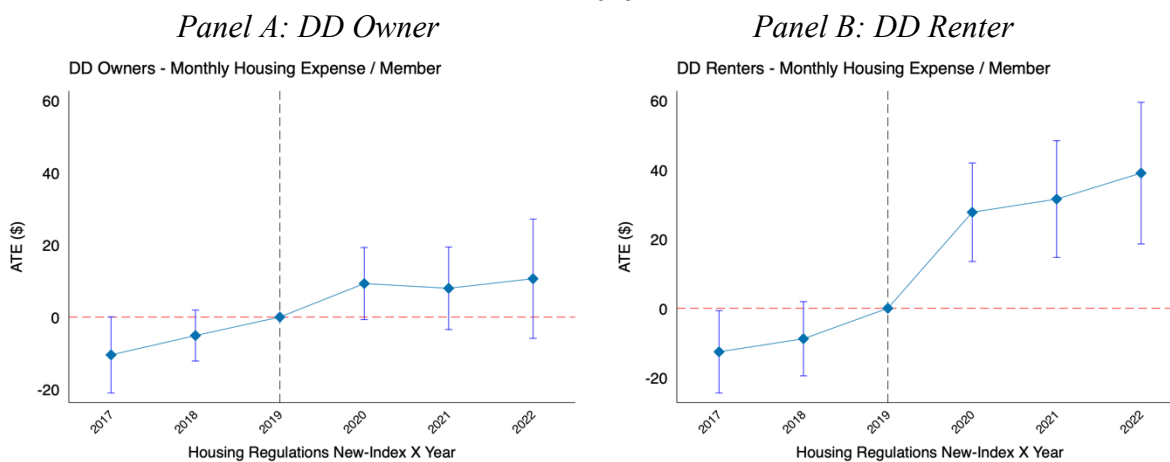 Panel A: DD Owner
DD Owners - Monthly Housing Expense / Member
60
40
20
0
-20
ATE ($)
2017
2018
2019
2020
2021
2022
Housing Regulations New-Index X Year
Panel B: DD Renter
DD Renters - Monthly Housing Expense / Member
60
40
20
0
-20
ATE ($)
2017
2018
2019
2020
2021
2022
Housing Regulations New-Index X Year